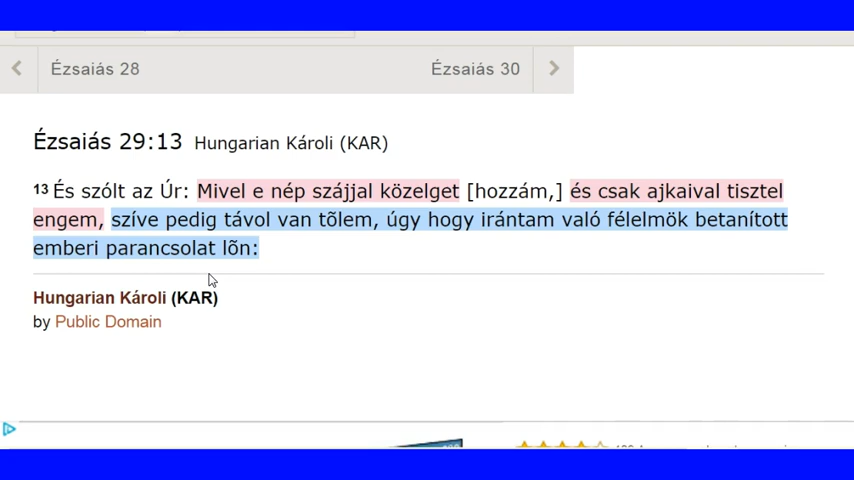 Ézsaiás 28
Ézsaiás 30
Ézsaiás 29:13 Hungarian Károli (KAR)
13 És szólt az Úr: Mivel e nép szájjal közelget [hozzám,] és csak ajkaival tisztel
engem, szíve pedig távol van tõlem, úgy hogy irántam való félelmök betanított
emberi parancsolat lõn:
Hungarian Károli (KAR)
by Public Domain